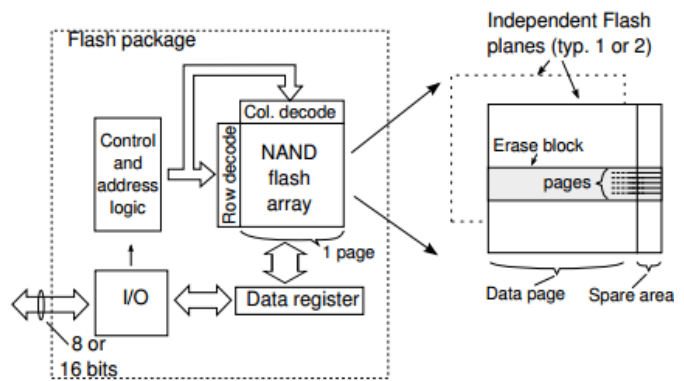 Flash package
Control
and
address
logic
Col. decode
Row decode
NAND
flash
array
1 page
I/O
Data register
8 or
16 bits
Independent Flash
planes (typ. 1 or 2)
Erase block
pages
Data page
Spare area